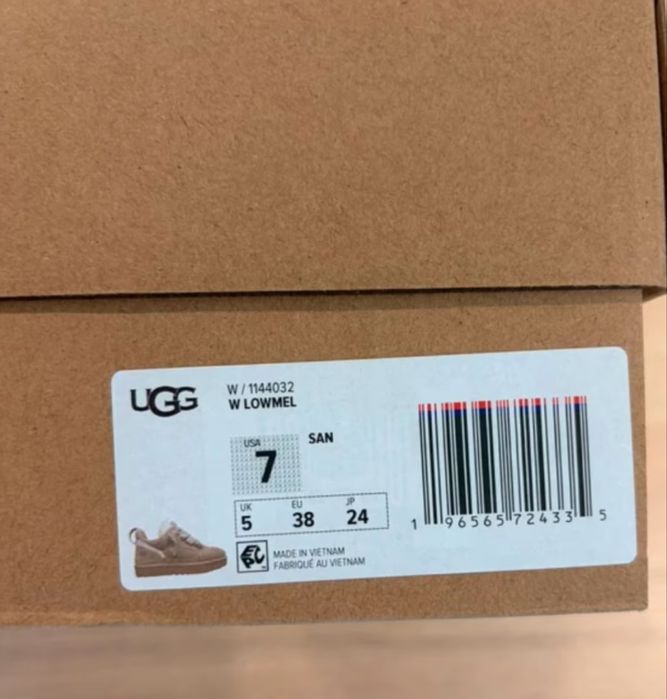 UGG
W / 1144032
W LOWMEL
USA
7
SAN
UK EU JP
5 38 24
MADE IN VIETNAM
FABRIQUÉ AU VIETNAM
1 96565 72433 5